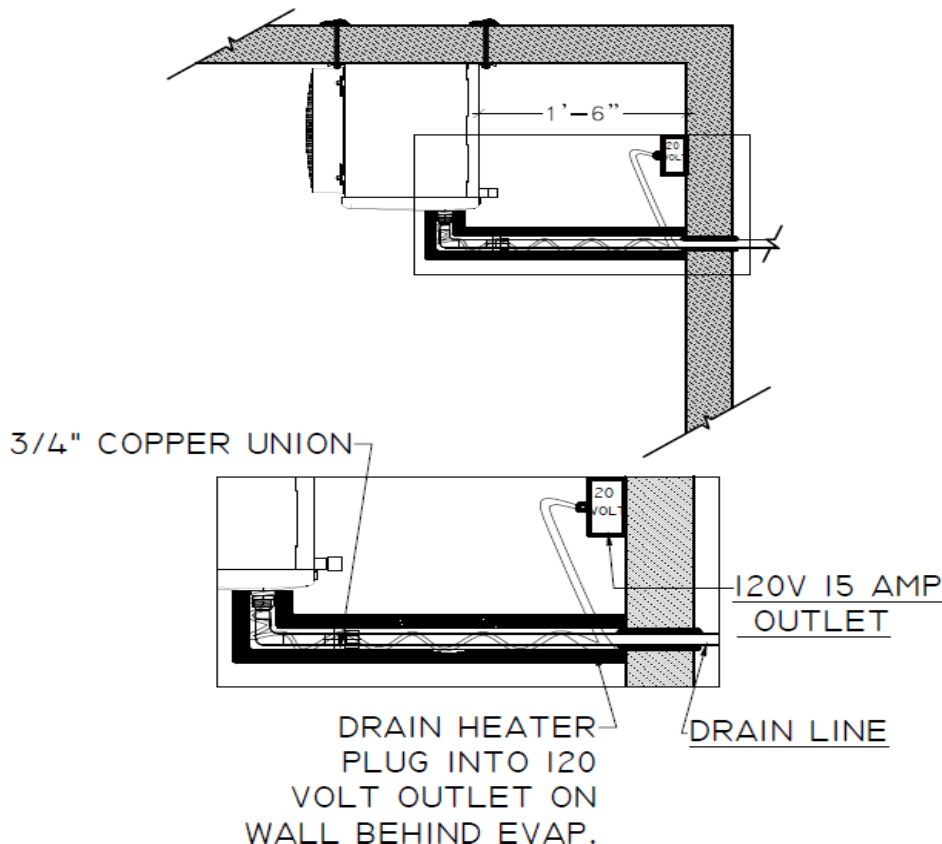 1'-6"
20
VOLT
3/4" COPPER UNION
20
VOLT
120V 15 AMP
OUTLET
DRAIN HEATER
PLUG INTO 120
VOLT OUTLET ON
WALL BEHIND EVAP.
DRAIN LINE